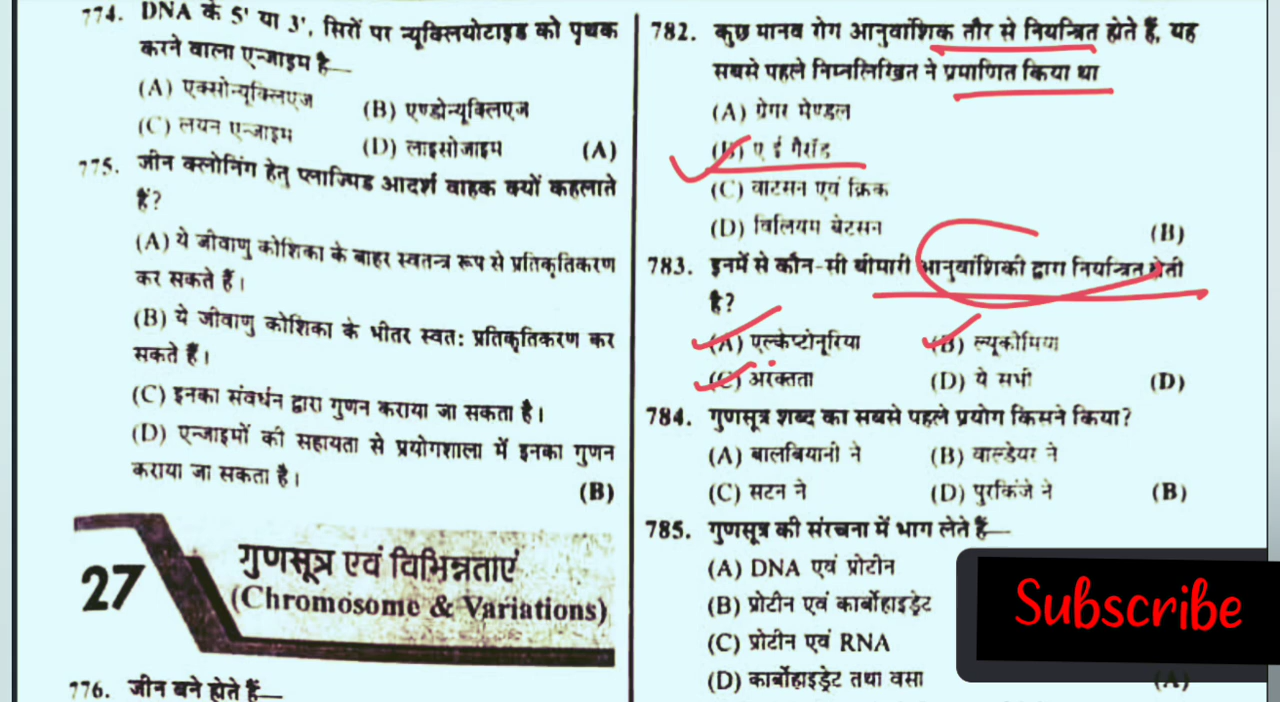 774. DNA के 5' या 3', सिरों पर न्यूक्लियोटाइड को पृथक
करने वाला एन्जाइम है—
(A) एक्सोन्यूक्लिएज
(B) एण्डोन्यूक्लिएज
(C) लयन एन्जाइम
(D) लाइसोजाइम (A)
775. जीन क्लोनिंग हेतु प्लाज्मिड आदर्श वाहक क्यों कहलाते
हैं?
(A) ये जीवाणु कोशिका के बाहर स्वतन्त्र रूप से प्रतिकृतिकरण
कर सकते हैं।
(B) ये जीवाणु कोशिका के भीतर स्वत: प्रतिकृतिकरण कर
सकते हैं।
(C) इनका संवर्धन द्वारा गुणन कराया जा सकता है।
(D) एन्जाइमों की सहायता से प्रयोगशाला में इनका गुणन
कराया जा सकता है।
(B)
27
गुणसूत्र एवं विभिन्नताएं
(Chromosome & Variations)
776. जीन बने होते हैं—
782. कुछ मानव रोग आनुवांशिक तौर से नियन्त्रित होते हैं, यह
सबसे पहले निम्नलिखित ने प्रमाणित किया था
(A) ग्रेगर मेण्डल
(B) ए ई गैरॉड
(C) वाटसन एवं क्रिक
(D) विलियम बेटसन (B)
783. इनमें से कौन-सी बीमारी आनुवांशिकी द्वारा नियन्त्रित होती
है?
(A) एल्केप्टोनूरिया (B) ल्यूकोमिया
(C) अरक्तता (D) ये सभी (D)
784. गुणसूत्र शब्द का सबसे पहले प्रयोग किसने किया?
(A) बालबियानी ने (B) वाल्डेयर ने
(C) सटन ने (D) पुरकिंजे ने (B)
785. गुणसूत्र की संरचना में भाग लेते हैं—
(A) DNA एवं प्रोटीन
(B) प्रोटीन एवं कार्बोहाइड्रेट
(C) प्रोटीन एवं RNA
(D) कार्बोहाइड्रेट तथा वसा (A)
Subscribe